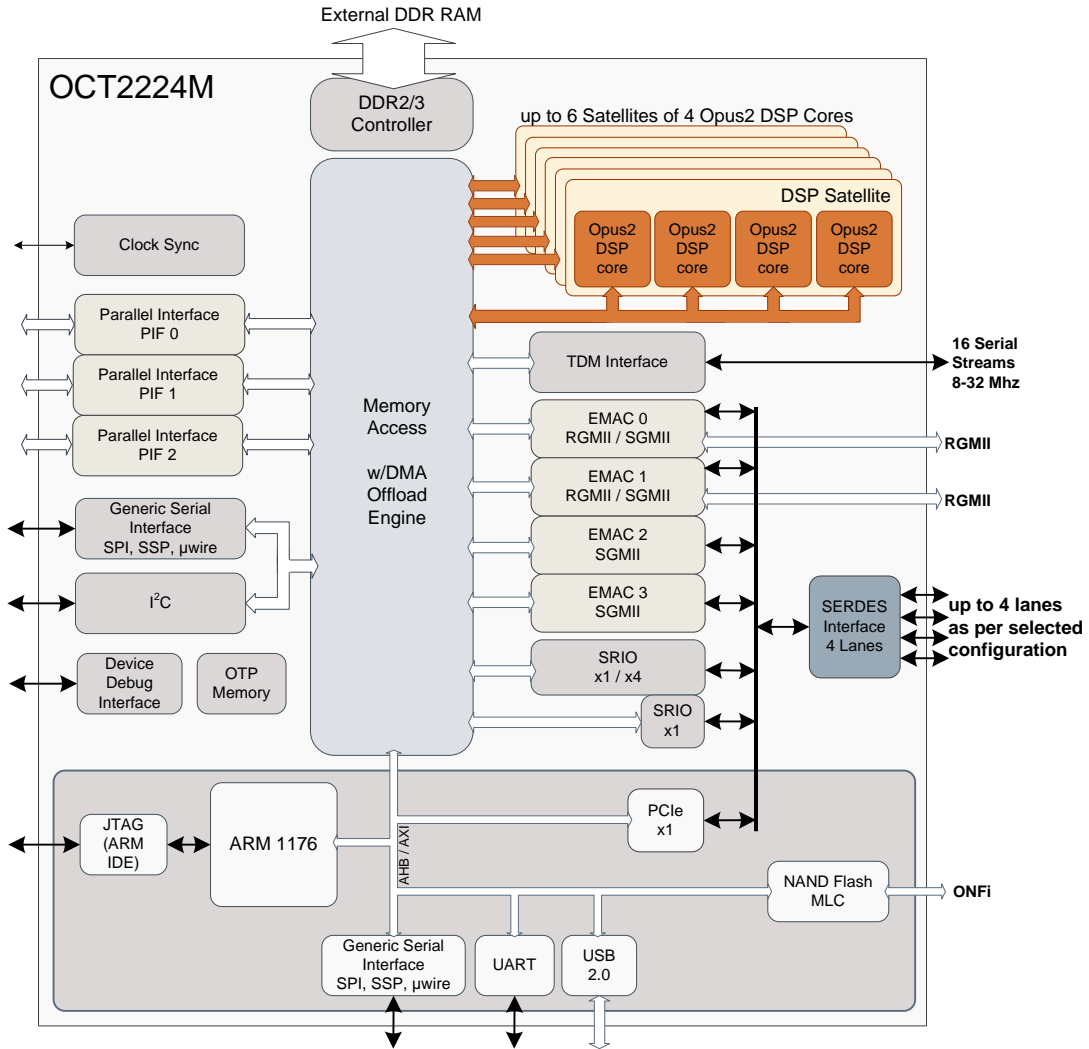 External DDR RAM
OCT2224M
DDR2/3
Controller
up to 6 Satellites of 4 Opus2 DSP Cores
DSP Satellite
Opus2
DSP
core
Opus2
DSP
core
Opus2
DSP
core
Opus2
DSP
core
Clock Sync
Parallel Interface
PIF 0
Parallel Interface
PIF 1
Parallel Interface
PIF 2
Generic Serial
Interface
SPI, SSP, µwire
I²C
Device
Debug
Interface
OTP
Memory
Memory
Access
w/DMA
Offload
Engine
TDM Interface
16 Serial
Streams
8-32 Mhz
EMAC 0
RGMII / SGMII
RGMII
EMAC 1
RGMII / SGMII
RGMII
EMAC 2
SGMII
EMAC 3
SGMII
SERDES
Interface
4 Lanes
up to 4 lanes
as per selected
configuration
SRIO
x1 / x4
SRIO
x1
PCIe
x1
JTAG
(ARM
IDE)
ARM 1176
AHB / AXI
NAND Flash
MLC
ONFi
Generic Serial
Interface
SPI, SSP, µwire
UART
USB
2.0